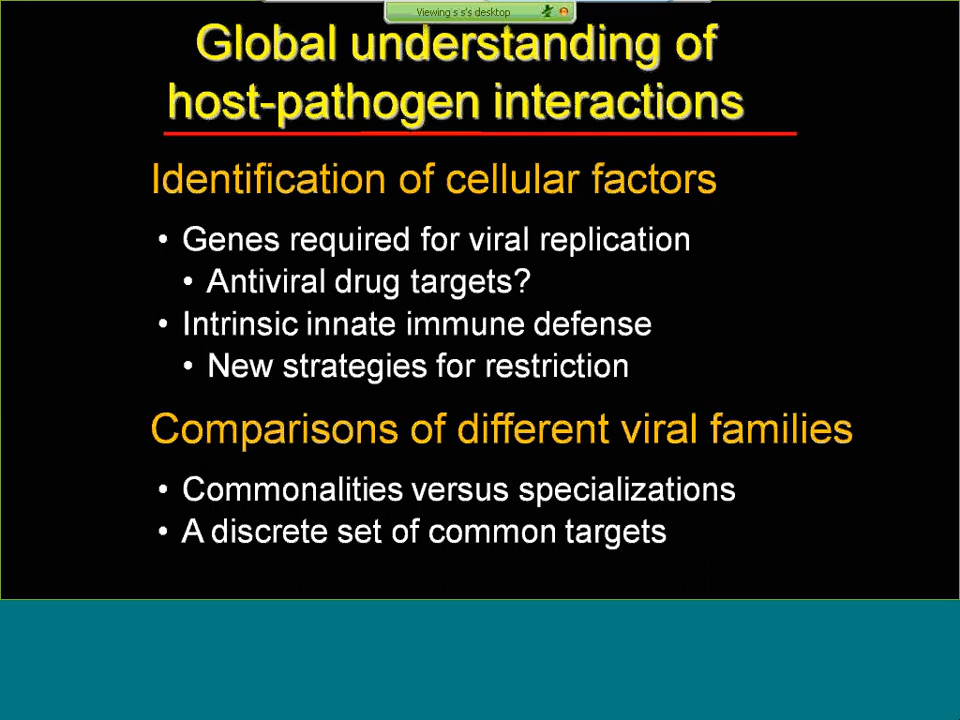 Viewing s's desktop
Global understanding of
host-pathogen interactions
Identification of cellular factors
• Genes required for viral replication
• Antiviral drug targets?
• Intrinsic innate immune defense
• New strategies for restriction
Comparisons of different viral families
• Commonalities versus specializations
• A discrete set of common targets